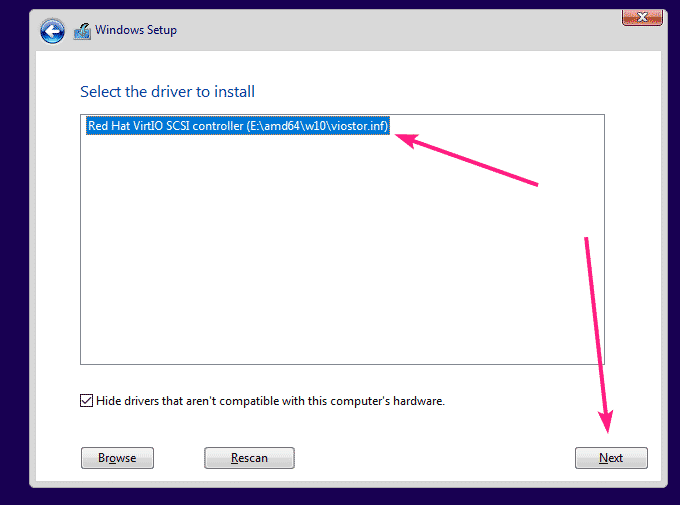 Windows Setup
Select the driver to install
Red Hat VirtIO SCSI controller (E:\amd64\w10\viostor.inf)
Hide drivers that aren't compatible with this computer's hardware.
Browse
Rescan
Next